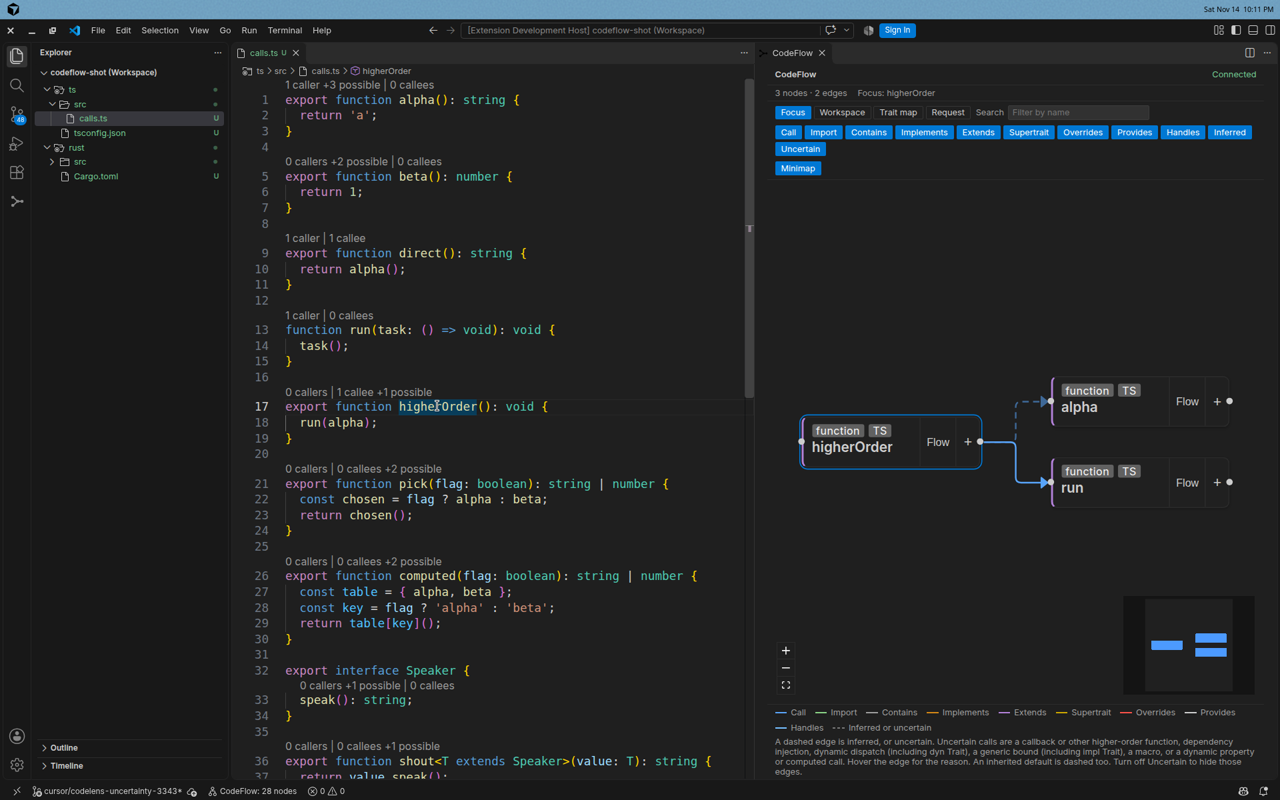 Sat Nov 14 10:11 PM
File Edit Selection View Go Run Terminal Help
[Extension Development Host] codeflow-shot (Workspace)
Sign In
Explorer
codeflow-shot (Workspace)
ts
src
calls.ts U
tsconfig.json U
rust
src
Cargo.toml U
48
Outline
Timeline
calls.ts U
ts > src > calls.ts > higherOrder
1 caller +3 possible | 0 callees
1 export function alpha(): string {
2 return 'a';
3 }
4
0 callers +2 possible | 0 callees
5 export function beta(): number {
6 return 1;
7 }
8
1 caller | 1 callee
9 export function direct(): string {
10 return alpha();
11 }
12
1 caller | 0 callees
13 function run(task: () => void): void {
14 task();
15 }
16
0 callers | 1 callee +1 possible
17 export function higherOrder(): void {
18 run(alpha);
19 }
20
0 callers | 0 callees +2 possible
21 export function pick(flag: boolean): string | number {
22 const chosen = flag ? alpha : beta;
23 return chosen();
24 }
25
0 callers | 0 callees +2 possible
26 export function computed(flag: boolean): string | number {
27 const table = { alpha, beta };
28 const key = flag ? 'alpha' : 'beta';
29 return table[key]();
30 }
31
32 export interface Speaker {
0 callers +1 possible | 0 callees
33 speak(): string;
34 }
35
0 callers | 0 callees +1 possible
36 export function shout<T extends Speaker>(value: T): string {
37 return value.speak();
CodeFlow
CodeFlow
Connected
3 nodes · 2 edges Focus: higherOrder
Focus Workspace Trait map Request Search Filter by name
Call Import Contains Implements Extends Supertrait Overrides Provides Handles Inferred
Uncertain
Minimap
function TS
alpha
Flow +
function TS
higherOrder
Flow +
function TS
run
Flow +
Call Import Contains Implements Extends Supertrait Overrides Provides
Handles Inferred or uncertain
A dashed edge is inferred, or uncertain. Uncertain calls are a callback or other higher-order function, dependency
injection, dynamic dispatch (including dyn Trait), a generic bound (including impl Trait), a macro, or a dynamic property
or computed call. Hover the edge for the reason. An inherited default is dashed too. Turn off Uncertain to hide those
edges.
cursor/codelens-uncertainty-3343* CodeFlow: 28 nodes 0 0